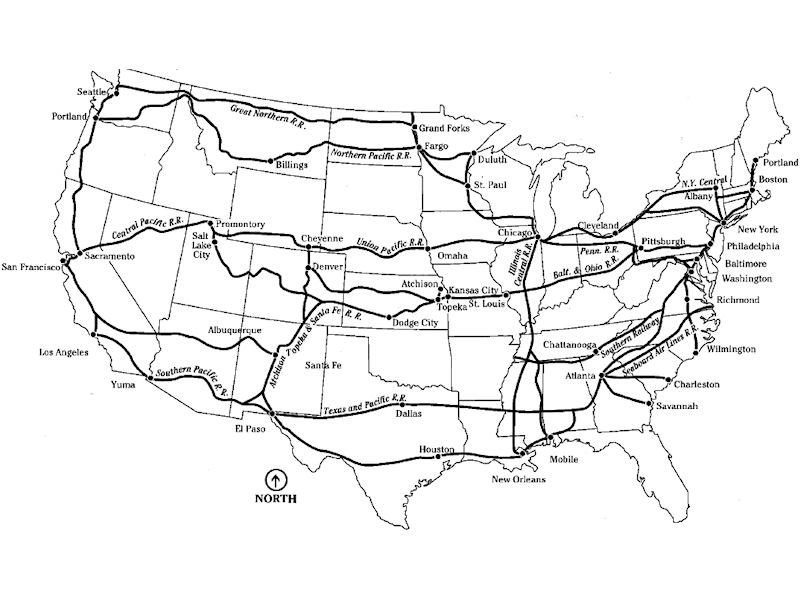 Seattle
Portland
Great Northern R.R.
Grand Forks
Northern Pacific R.R.
Fargo
Duluth
Billings
St. Paul
Portland
Boston
N.Y. Central
Albany
New York
Central Pacific R.R.
Promontory
Salt
Lake
City
Cheyenne
Union Pacific R.R.
Omaha
Chicago
Cleveland
Pittsburgh
Penn. R.R.
Philadelphia
Baltimore
Washington
San Francisco
Sacramento
Denver
Atchison
Kansas City
Topeka
St. Louis
Balt. & Ohio R.R.
Illinois
Central R.R.
Richmond
Dodge City
Atchison Topeka & Santa Fe R. R.
Albuquerque
Santa Fe
Los Angeles
Yuma
Southern Pacific R.R.
Chattanooga
Southern Railway
Seaboard Air Lines R.R.
Wilmington
Atlanta
Charleston
Savannah
Texas and Pacific R.R.
Dallas
El Paso
Houston
Mobile
New Orleans
NORTH